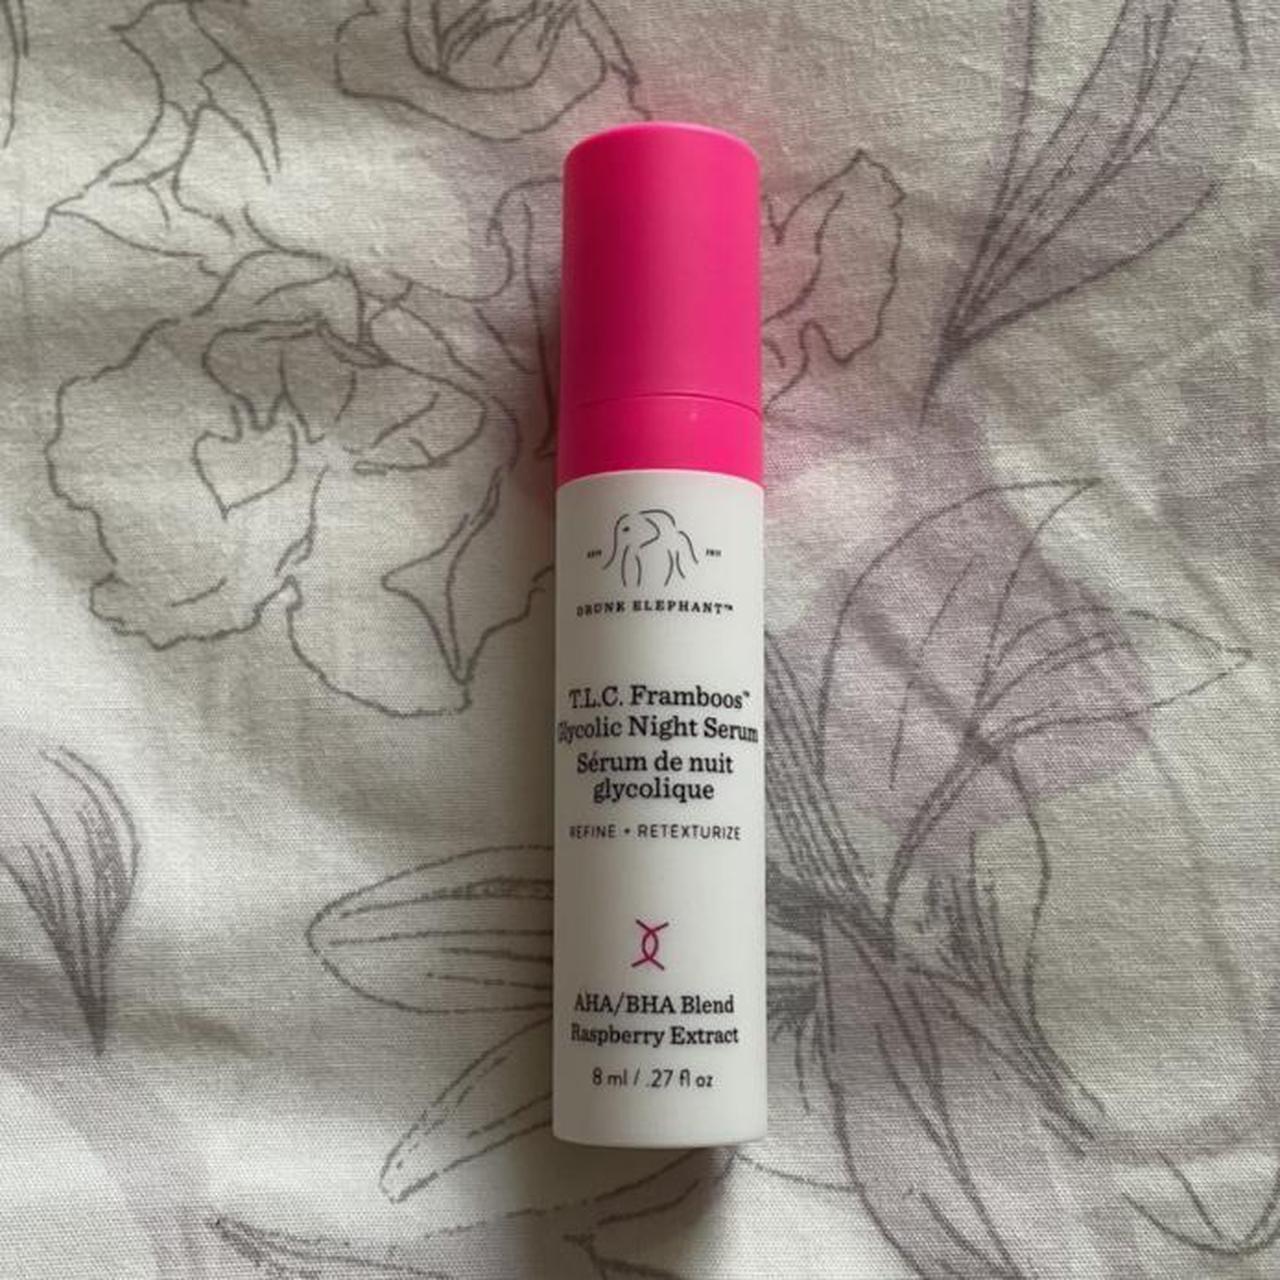 DRUNK ELEPHANT™
T.L.C. Framboos™
Glycolic Night Serum
Sérum de nuit
glycolique
REFINE + RETEXTURIZE
AHA/BHA Blend
Raspberry Extract
8 ml / .27 fl oz